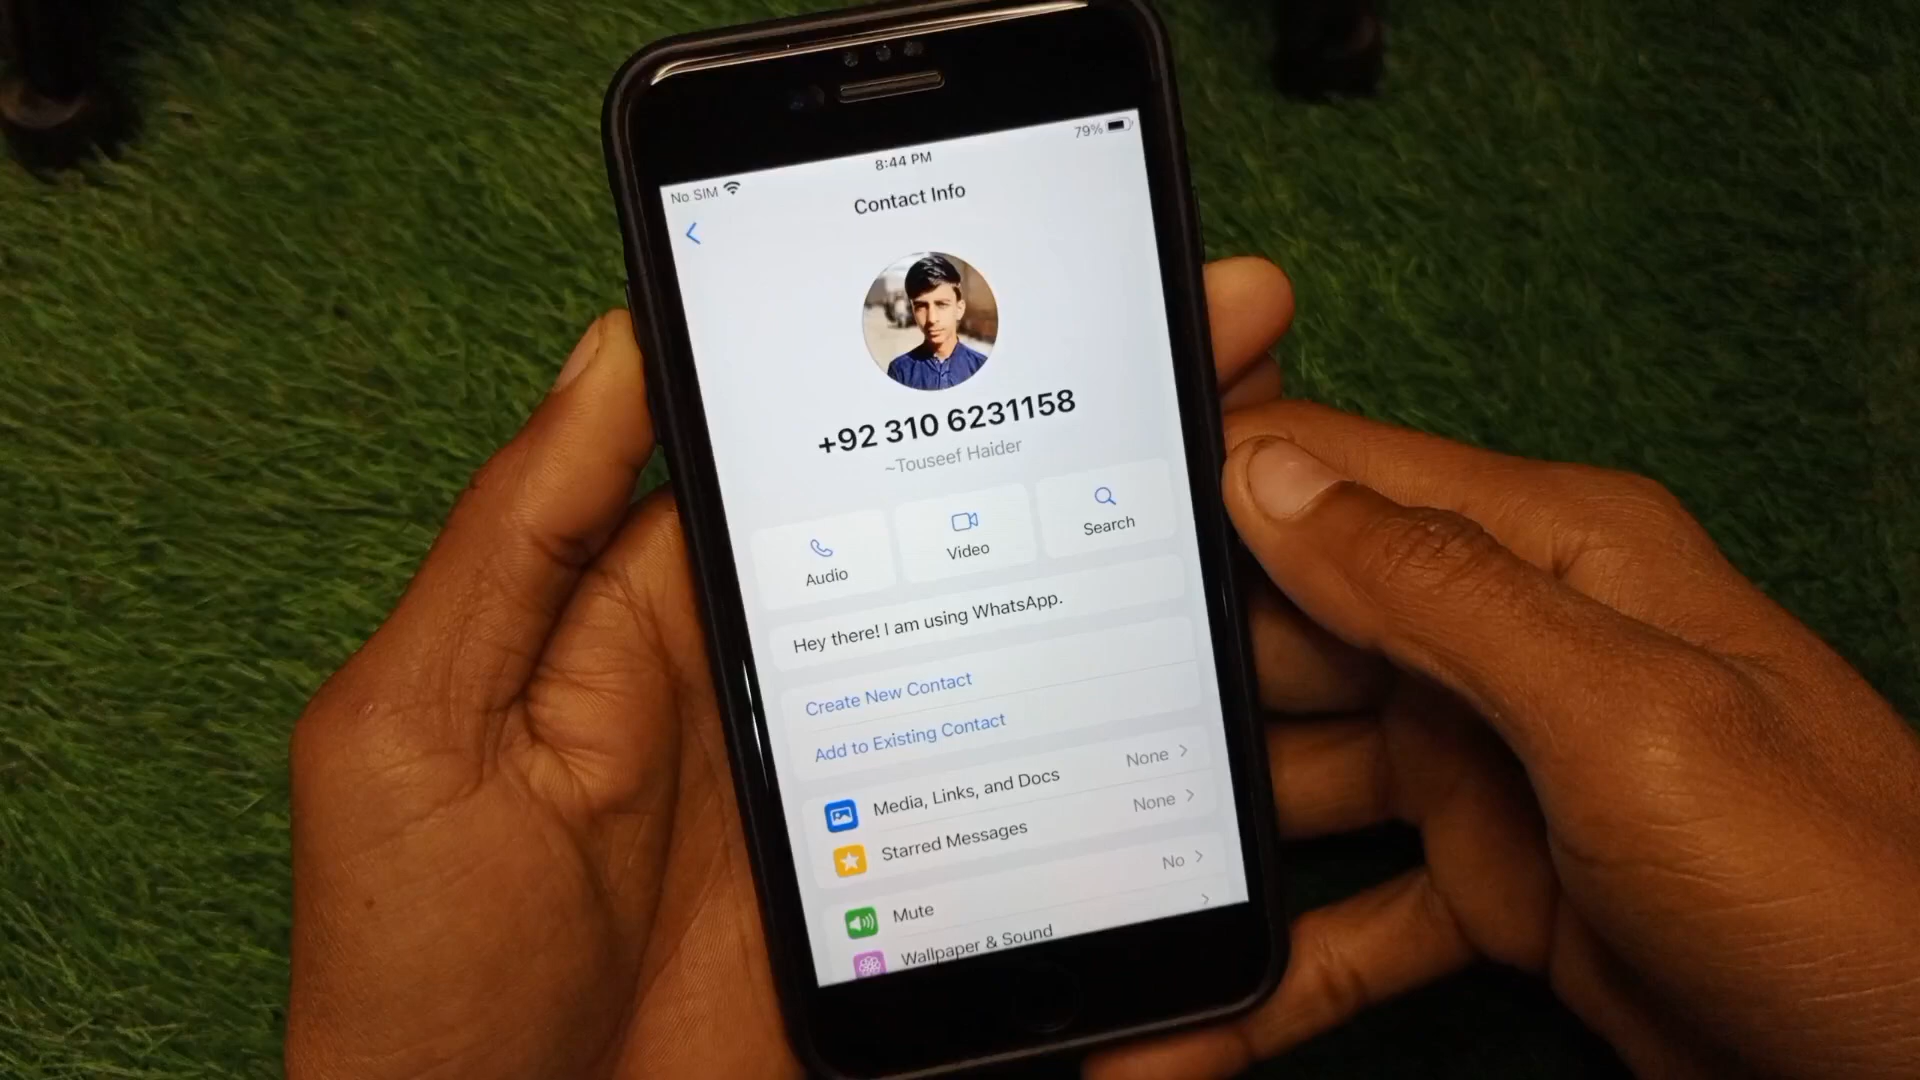 79%
8:44 PM
No SIM
Contact Info
+92 310 6231158
~Touseef Haider
Audio
Video
Search
Hey there! I am using WhatsApp.
Create New Contact
Add to Existing Contact
Media, Links, and Docs None
Starred Messages None
Mute No
Wallpaper & Sound